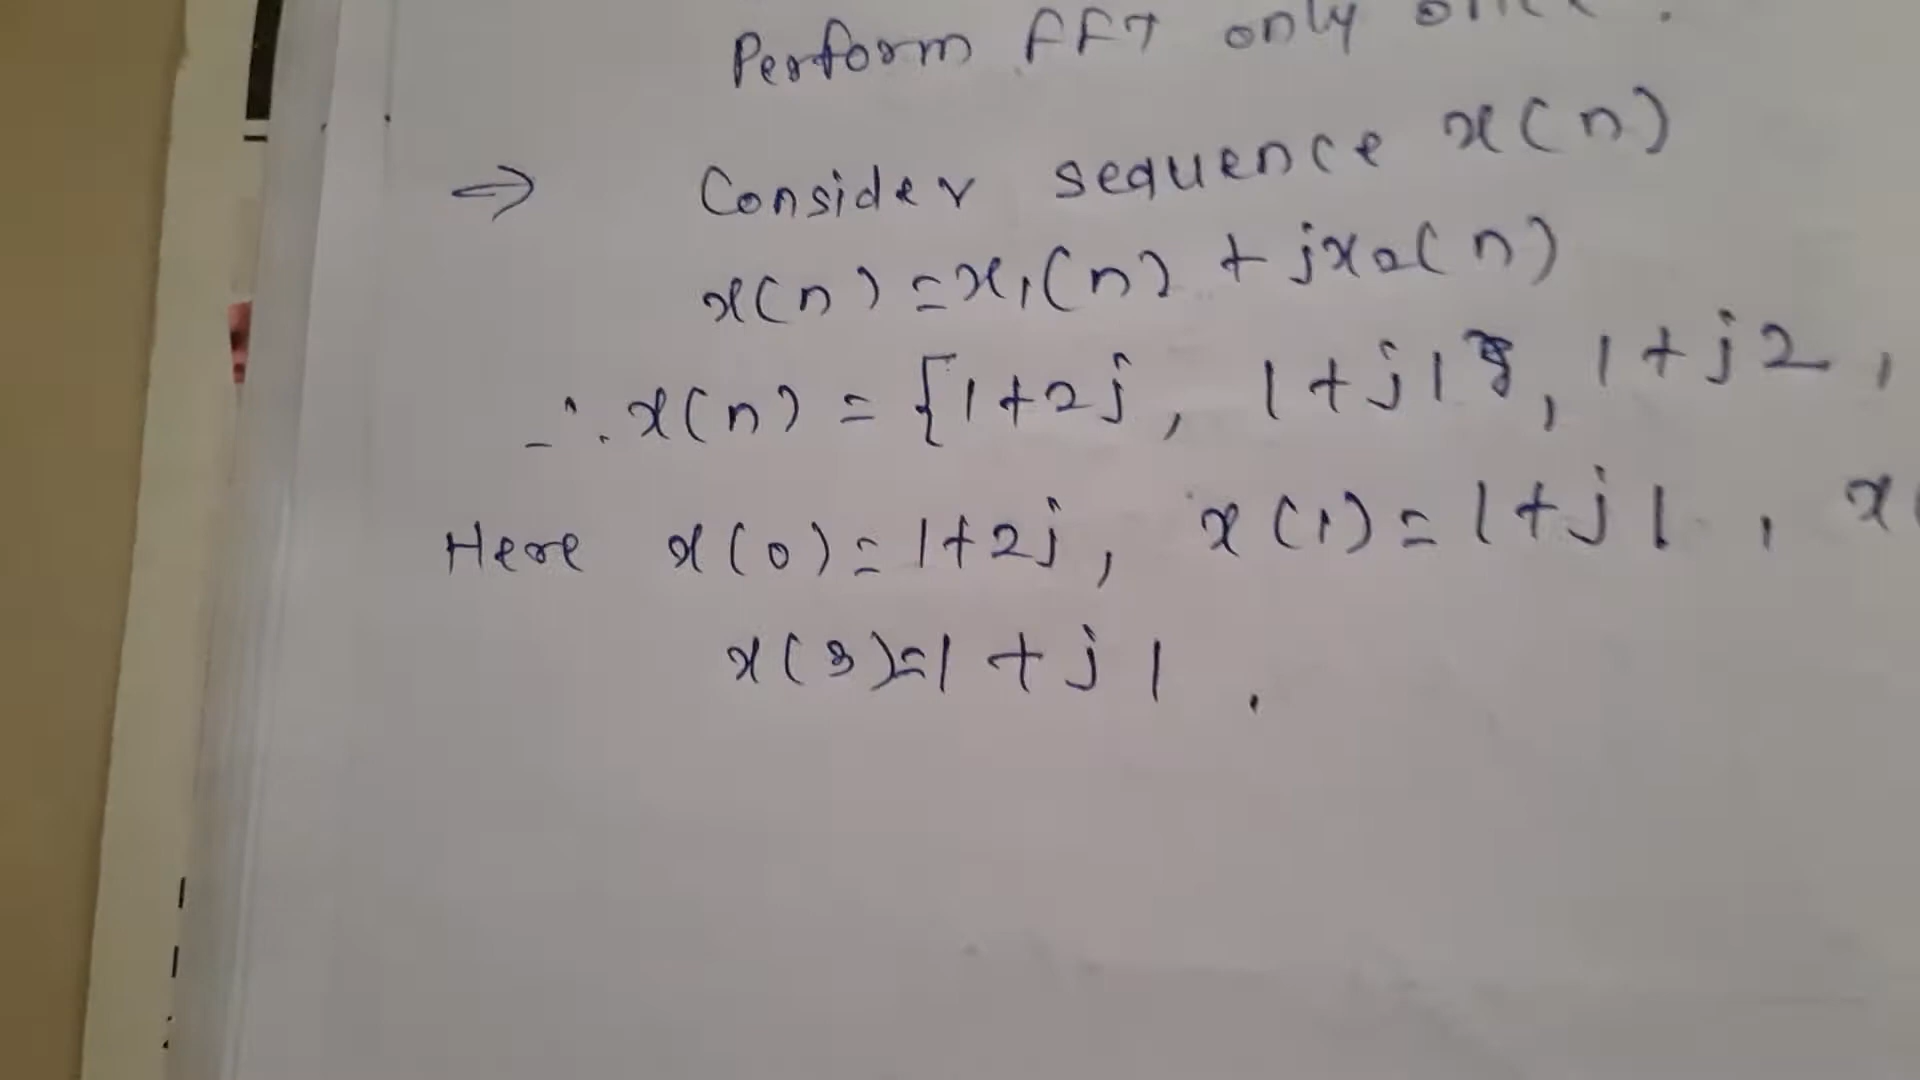 Perform FFT only
⇒ Consider sequence x(n)
x(n) = x₁(n) + jx₂(n)
∴ x(n) = {1+2j, 1+j1, 1+j2,
Here x(0) = 1+2j, x(1) = 1+j1, x(
x(3) = 1 + j1.